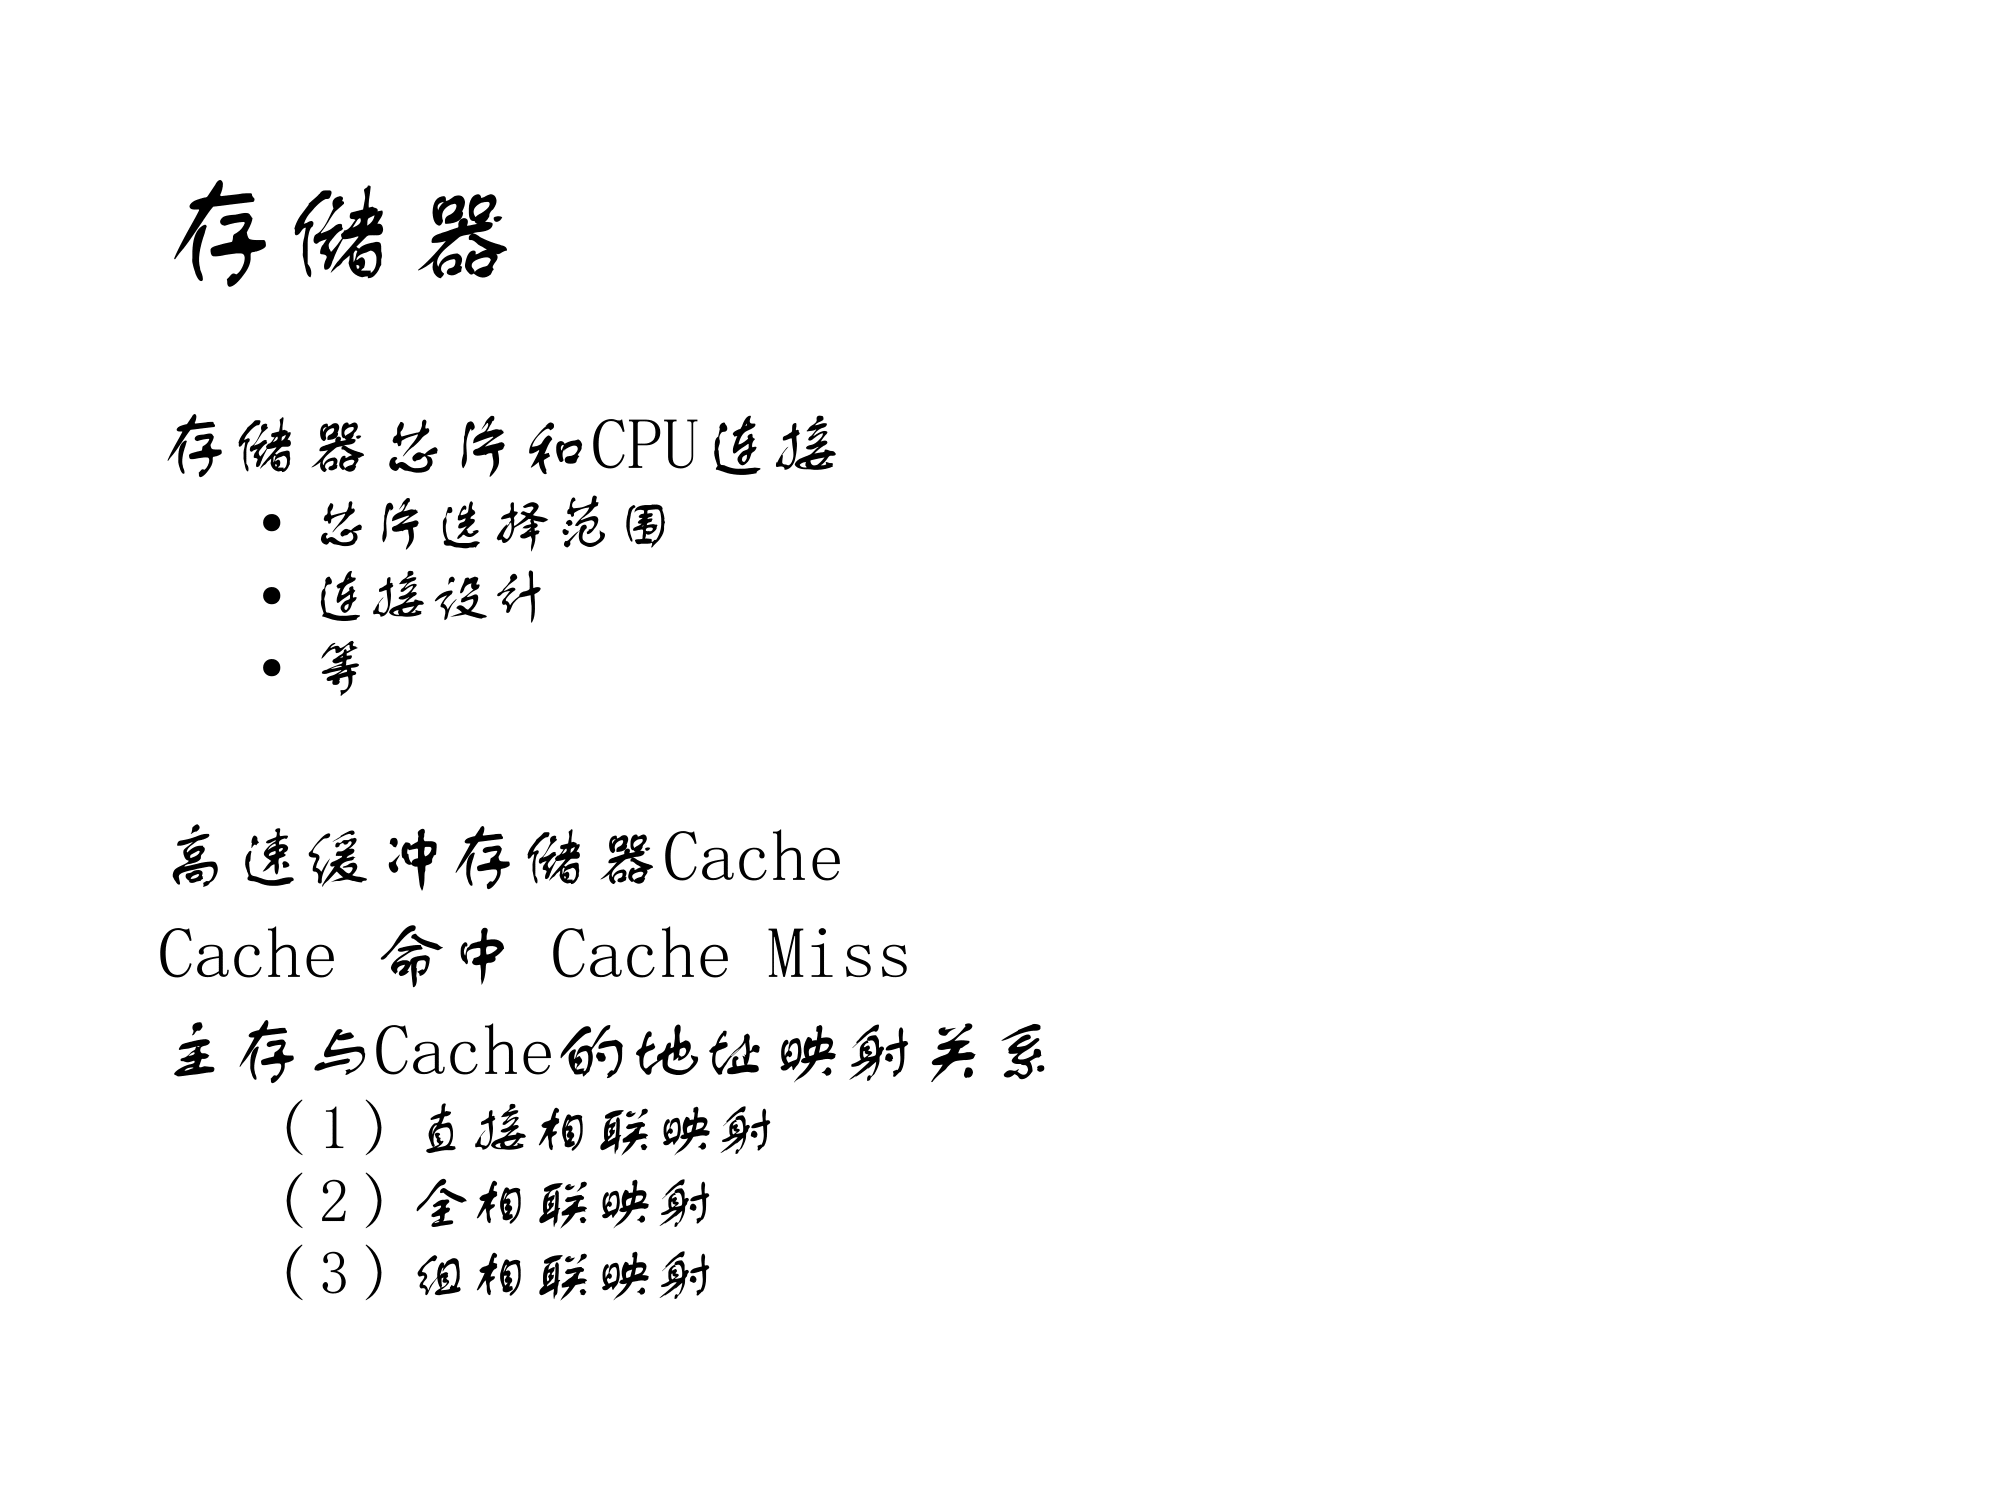 存储器
存储器芯片和CPU连接
• 芯片选择范围
• 连接设计
• 等
高速缓冲存储器Cache
Cache 命中 Cache Miss
主存与Cache的地址映射关系
（1）直接相联映射
（2）全相联映射
（3）组相联映射